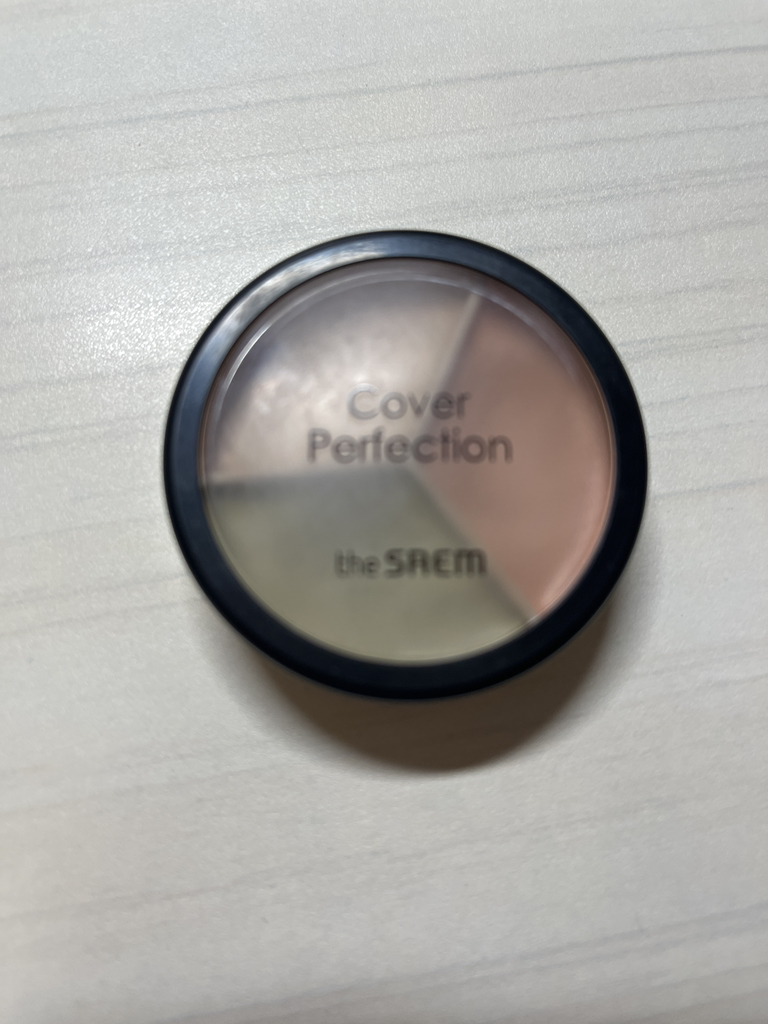 Cover
Perfection
the SAEM